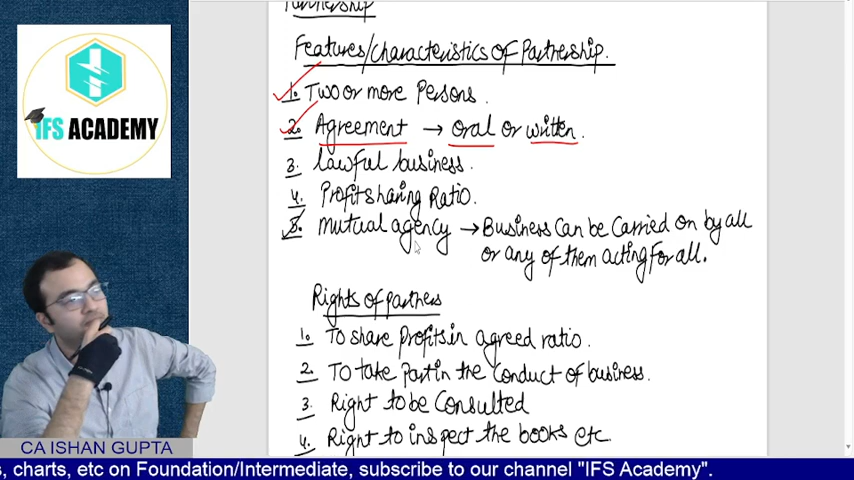 Partnership
Features/characteristics of Partnership.
1. Two or more Persons.
2. Agreement → oral or written.
3. lawful business.
4. Profit sharing Ratio.
5. mutual agency → Business can be carried on by all
or any of them acting for all.
Rights of partners
1. To share Profits in agreed ratio.
2. To take Part in the conduct of business.
3. Right to be Consulted
4. Right to inspect the books etc.
IFS ACADEMY
CA ISHAN GUPTA
s, charts, etc on Foundation/Intermediate, subscribe to our channel "IFS Academy".